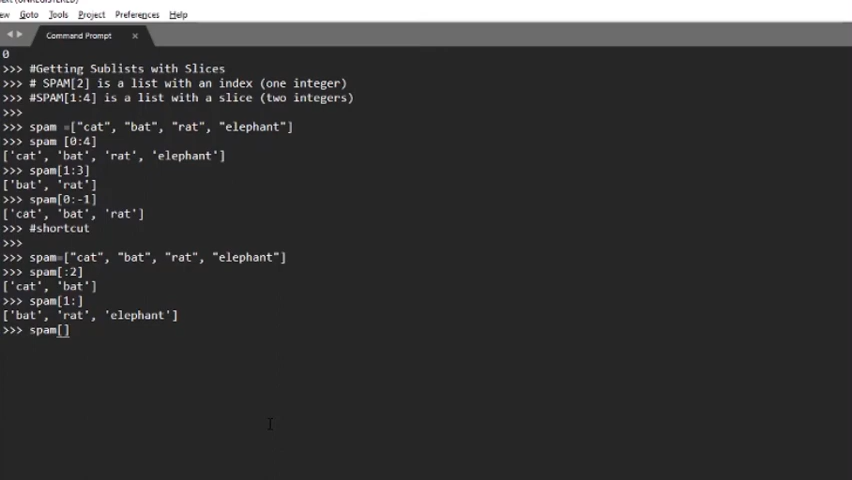 Goto Tools Project Preferences Help
Command Prompt ×
0
>>> #Getting Sublists with Slices
>>> # SPAM[2] is a list with an index (one integer)
>>> #SPAM[1:4] is a list with a slice (two integers)
>>>
>>> spam =["cat", "bat", "rat", "elephant"]
>>> spam [0:4]
['cat', 'bat', 'rat', 'elephant']
>>> spam[1:3]
['bat', 'rat']
>>> spam[0:-1]
['cat', 'bat', 'rat']
>>> #shortcut
>>>
>>> spam=["cat", "bat", "rat", "elephant"]
>>> spam[:2]
['cat', 'bat']
>>> spam[1:]
['bat', 'rat', 'elephant']
>>> spam[]